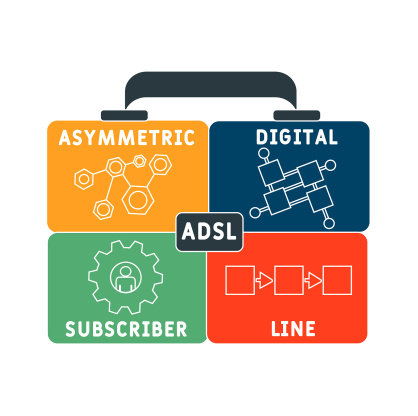 ASYMMETRIC
DIGITAL
ADSL
SUBSCRIBER
LINE